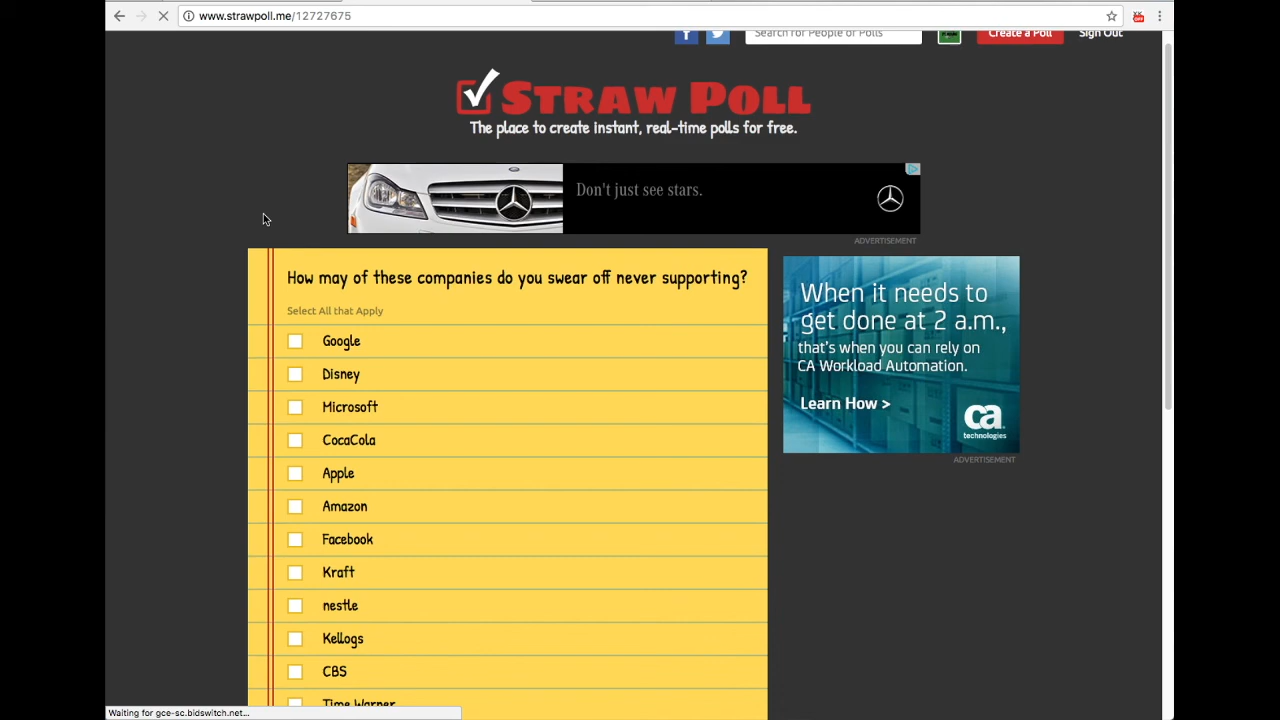 www.strawpoll.me/12727675
Search for People or Polls
Create a Poll
Sign Out
STRAW POLL
The place to create instant, real-time polls for free.
Don't just see stars.
ADVERTISEMENT
How may of these companies do you swear off never supporting?
Select All that Apply
Google
Disney
Microsoft
CocaCola
Apple
Amazon
Facebook
Kraft
nestle
Kellogs
CBS
Time Warner
When it needs to
get done at 2 a.m.,
that's when you can rely on
CA Workload Automation.
Learn How >
ca
technologies
ADVERTISEMENT
Waiting for gce-sc.bidswitch.net...